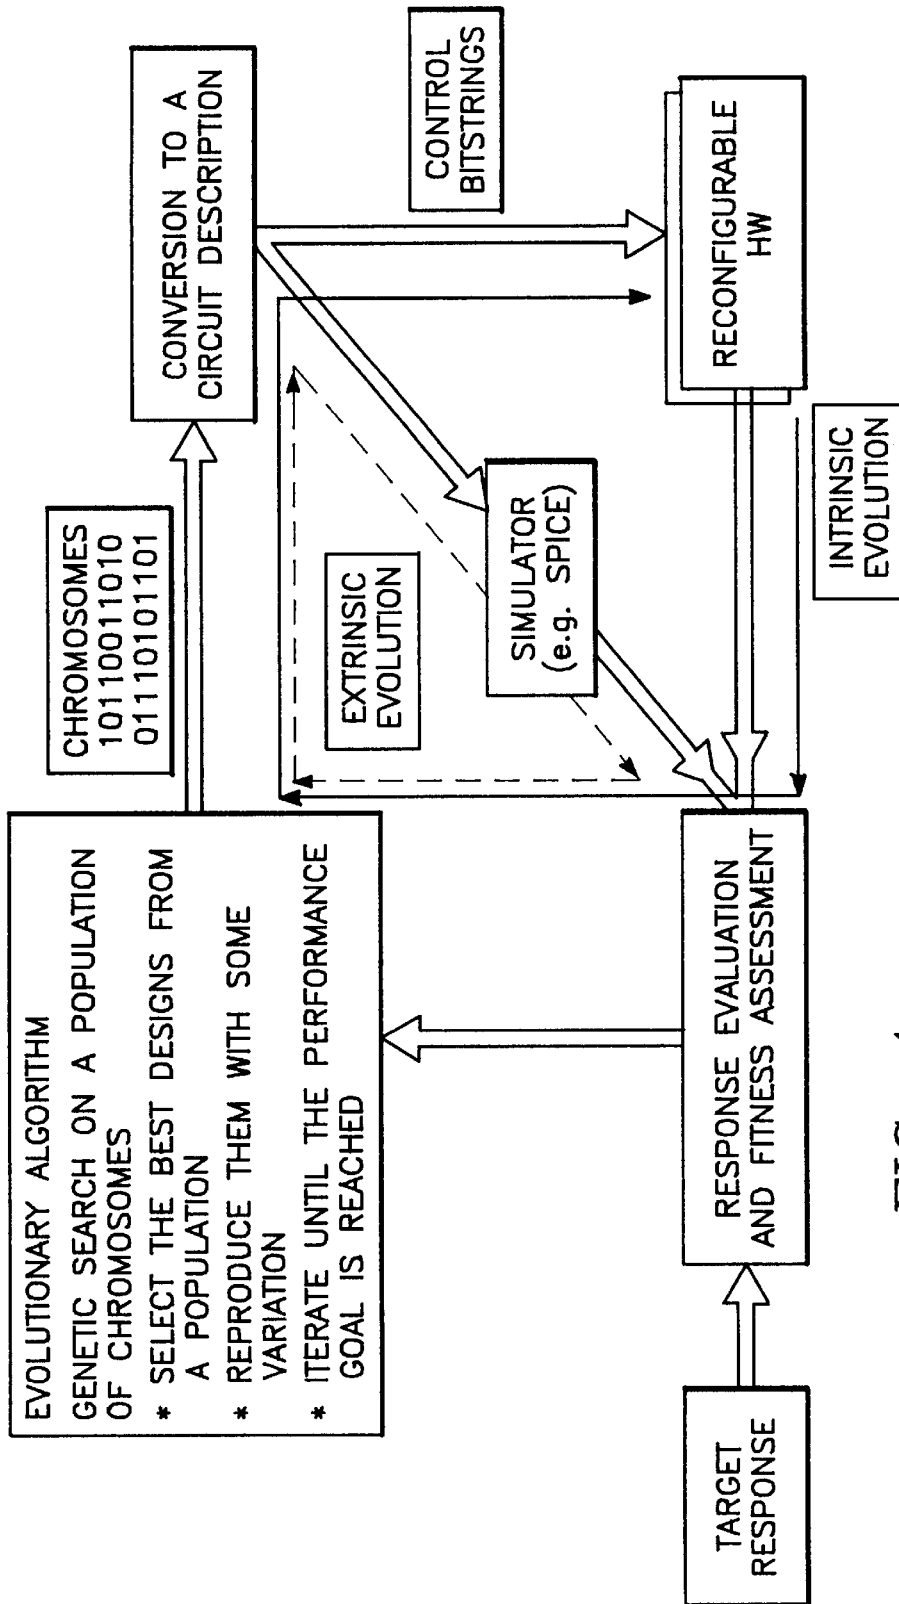 EVOLUTIONARY ALGORITHM
GENETIC SEARCH ON A POPULATION
OF CHROMOSOMES
* SELECT THE BEST DESIGNS FROM
A POPULATION
* REPRODUCE THEM WITH SOME
VARIATION
* ITERATE UNTIL THE PERFORMANCE
GOAL IS REACHED
CHROMOSOMES
10110011010
01110101101
CONVERSION TO A
CIRCUIT DESCRIPTION
EXTRINSIC
EVOLUTION
CONTROL
BITSTRINGS
SIMULATOR
(e.g. SPICE)
TARGET
RESPONSE
RESPONSE EVALUATION
AND FITNESS ASSESSMENT
RECONFIGURABLE
HW
INTRINSIC
EVOLUTION